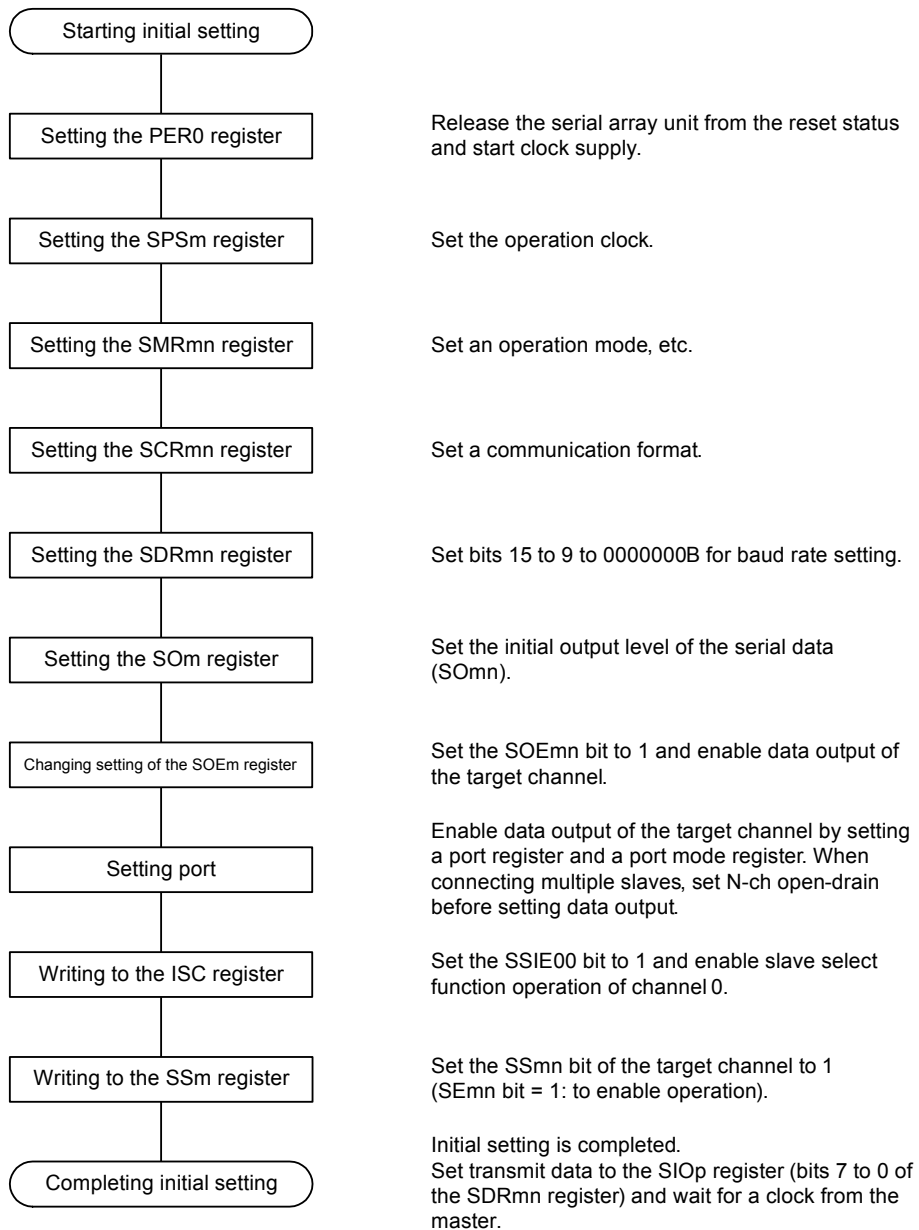 Starting initial setting
Setting the PER0 register
Release the serial array unit from the reset status
and start clock supply.
Setting the SPSm register
Set the operation clock.
Setting the SMRmn register
Set an operation mode, etc.
Setting the SCRmn register
Set a communication format.
Setting the SDRmn register
Set bits 15 to 9 to 0000000B for baud rate setting.
Setting the SOm register
Set the initial output level of the serial data
(SOmn).
Changing setting of the SOEm register
Set the SOEmn bit to 1 and enable data output of
the target channel.
Setting port
Enable data output of the target channel by setting
a port register and a port mode register. When
connecting multiple slaves, set N-ch open-drain
before setting data output.
Writing to the ISC register
Set the SSIE00 bit to 1 and enable slave select
function operation of channel 0.
Writing to the SSm register
Set the SSmn bit of the target channel to 1
(SEmn bit = 1: to enable operation).
Completing initial setting
Initial setting is completed.
Set transmit data to the SIOp register (bits 7 to 0 of
the SDRmn register) and wait for a clock from the
master.